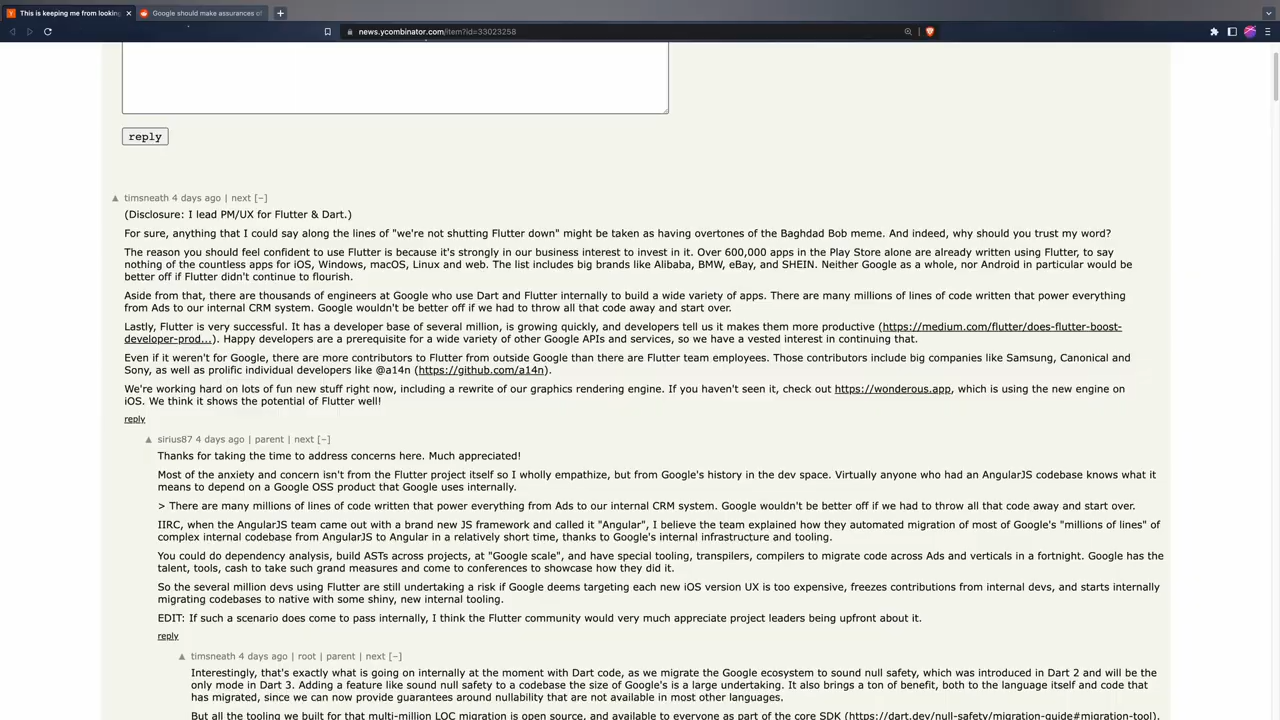 This is keeping me from looking
Google should make assurances of
news.ycombinator.com/item?id=33023258
reply
timsneath 4 days ago | next [–]
(Disclosure: I lead PM/UX for Flutter & Dart.)
For sure, anything that I could say along the lines of "we're not shutting Flutter down" might be taken as having overtones of the Baghdad Bob meme. And indeed, why should you trust my word?
The reason you should feel confident to use Flutter is because it's strongly in our business interest to invest in it. Over 600,000 apps in the Play Store alone are already written using Flutter, to say
nothing of the countless apps for iOS, Windows, macOS, Linux and web. The list includes big brands like Alibaba, BMW, eBay, and SHEIN. Neither Google as a whole, nor Android in particular would be
better off if Flutter didn't continue to flourish.
Aside from that, there are thousands of engineers at Google who use Dart and Flutter internally to build a wide variety of apps. There are many millions of lines of code written that power everything
from Ads to our internal CRM system. Google wouldn't be better off if we had to throw all that code away and start over.
Lastly, Flutter is very successful. It has a developer base of several million, is growing quickly, and developers tell us it makes them more productive (https://medium.com/flutter/does-flutter-boost-
developer-prod...). Happy developers are a prerequisite for a wide variety of other Google APIs and services, so we have a vested interest in continuing that.
Even if it weren't for Google, there are more contributors to Flutter from outside Google than there are Flutter team employees. Those contributors include big companies like Samsung, Canonical and
Sony, as well as prolific individual developers like @a14n (https://github.com/a14n).
We're working hard on lots of fun new stuff right now, including a rewrite of our graphics rendering engine. If you haven't seen it, check out https://wonderous.app, which is using the new engine on
iOS. We think it shows the potential of Flutter well!
reply
sirius87 4 days ago | parent | next [–]
Thanks for taking the time to address concerns here. Much appreciated!
Most of the anxiety and concern isn't from the Flutter project itself so I wholly empathize, but from Google's history in the dev space. Virtually anyone who had an AngularJS codebase knows what it
means to depend on a Google OSS product that Google uses internally.
> There are many millions of lines of code written that power everything from Ads to our internal CRM system. Google wouldn't be better off if we had to throw all that code away and start over.
IIRC, when the AngularJS team came out with a brand new JS framework and called it "Angular", I believe the team explained how they automated migration of most of Google's "millions of lines" of
complex internal codebase from AngularJS to Angular in a relatively short time, thanks to Google's internal infrastructure and tooling.
You could do dependency analysis, build ASTs across projects, at "Google scale", and have special tooling, transpilers, compilers to migrate code across Ads and verticals in a fortnight. Google has the
talent, tools, cash to take such grand measures and come to conferences to showcase how they did it.
So the several million devs using Flutter are still undertaking a risk if Google deems targeting each new iOS version UX is too expensive, freezes contributions from internal devs, and starts internally
migrating codebases to native with some shiny, new internal tooling.
EDIT: If such a scenario does come to pass internally, I think the Flutter community would very much appreciate project leaders being upfront about it.
reply
timsneath 4 days ago | root | parent | next [–]
Interestingly, that's exactly what is going on internally at the moment with Dart code, as we migrate the Google ecosystem to sound null safety, which was introduced in Dart 2 and will be the
only mode in Dart 3. Adding a feature like sound null safety to a codebase the size of Google's is a large undertaking. It also brings a ton of benefit, both to the language itself and code that
has migrated, since we can now provide guarantees around nullability that are not available in most other languages.
But all the tooling we built for that multi-million LOC migration is open source, and available to everyone as part of the core SDK (https://dart.dev/null-safety/migration-guide#migration-tool),